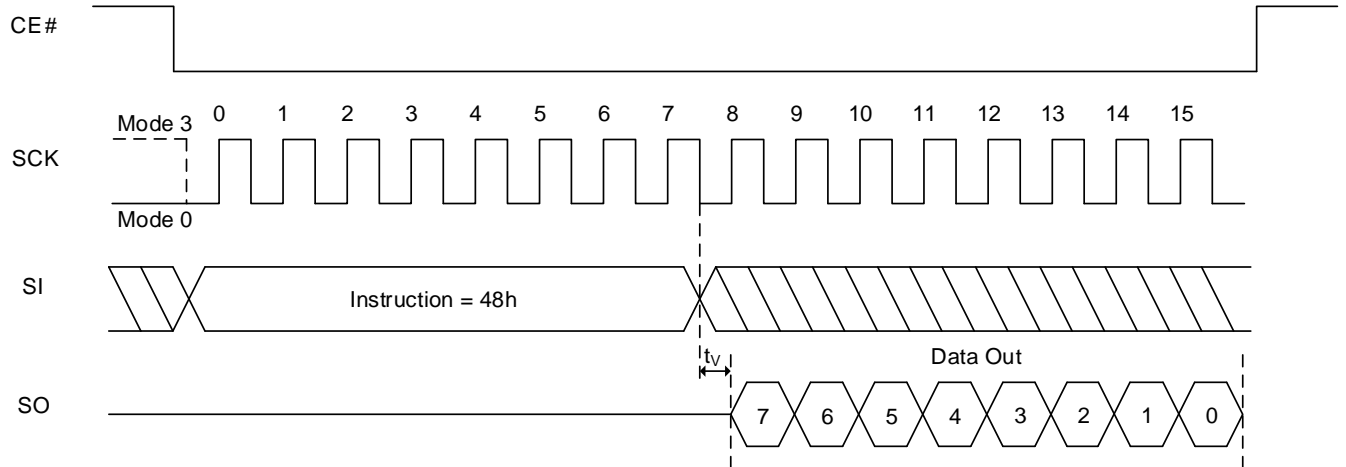 CE#
0 1 2 3 4 5 6 7 8 9 10 11 12 13 14 15
Mode 3
SCK
Mode 0
SI
Instruction = 48h
tV
Data Out
SO
7 6 5 4 3 2 1 0